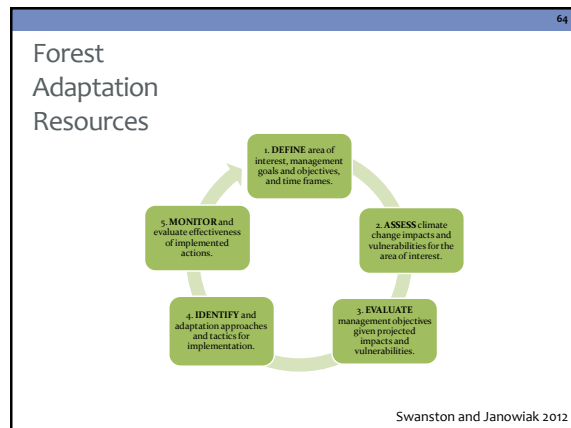 64
Forest
Adaptation
Resources
1. DEFINE area of
interest, management
goals and objectives,
and time frames.
2. ASSESS climate
change impacts and
vulnerabilities for the
area of interest.
3. EVALUATE
management objectives
given projected
impacts and
vulnerabilities.
4. IDENTIFY and
adaptation approaches
and tactics for
implementation.
5. MONITOR and
evaluate effectiveness
of implemented
actions.
Swanston and Janowiak 2012